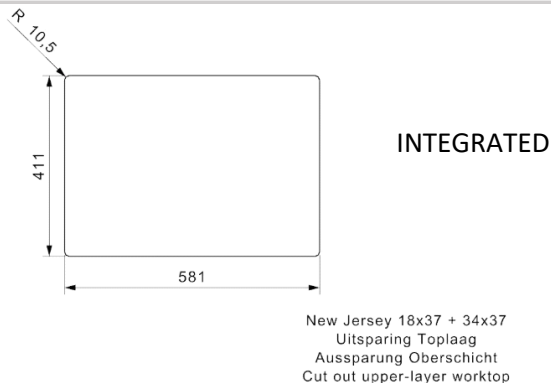 R 10,5
411
INTEGRATED
581
New Jersey 18x37 + 34x37
Uitsparing Toplaag
Aussparung Oberschicht
Cut out upper-layer worktop